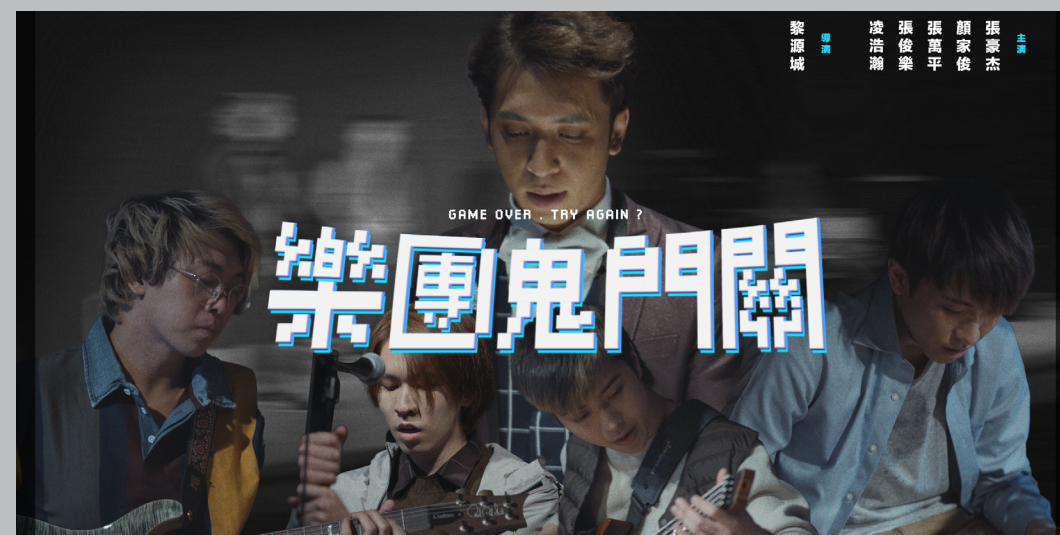 主演
張豪杰
顏家俊
張萬平
張俊樂
凌浩瀚
導演
黎源城
GAME OVER . TRY AGAIN ?
樂團鬼門關